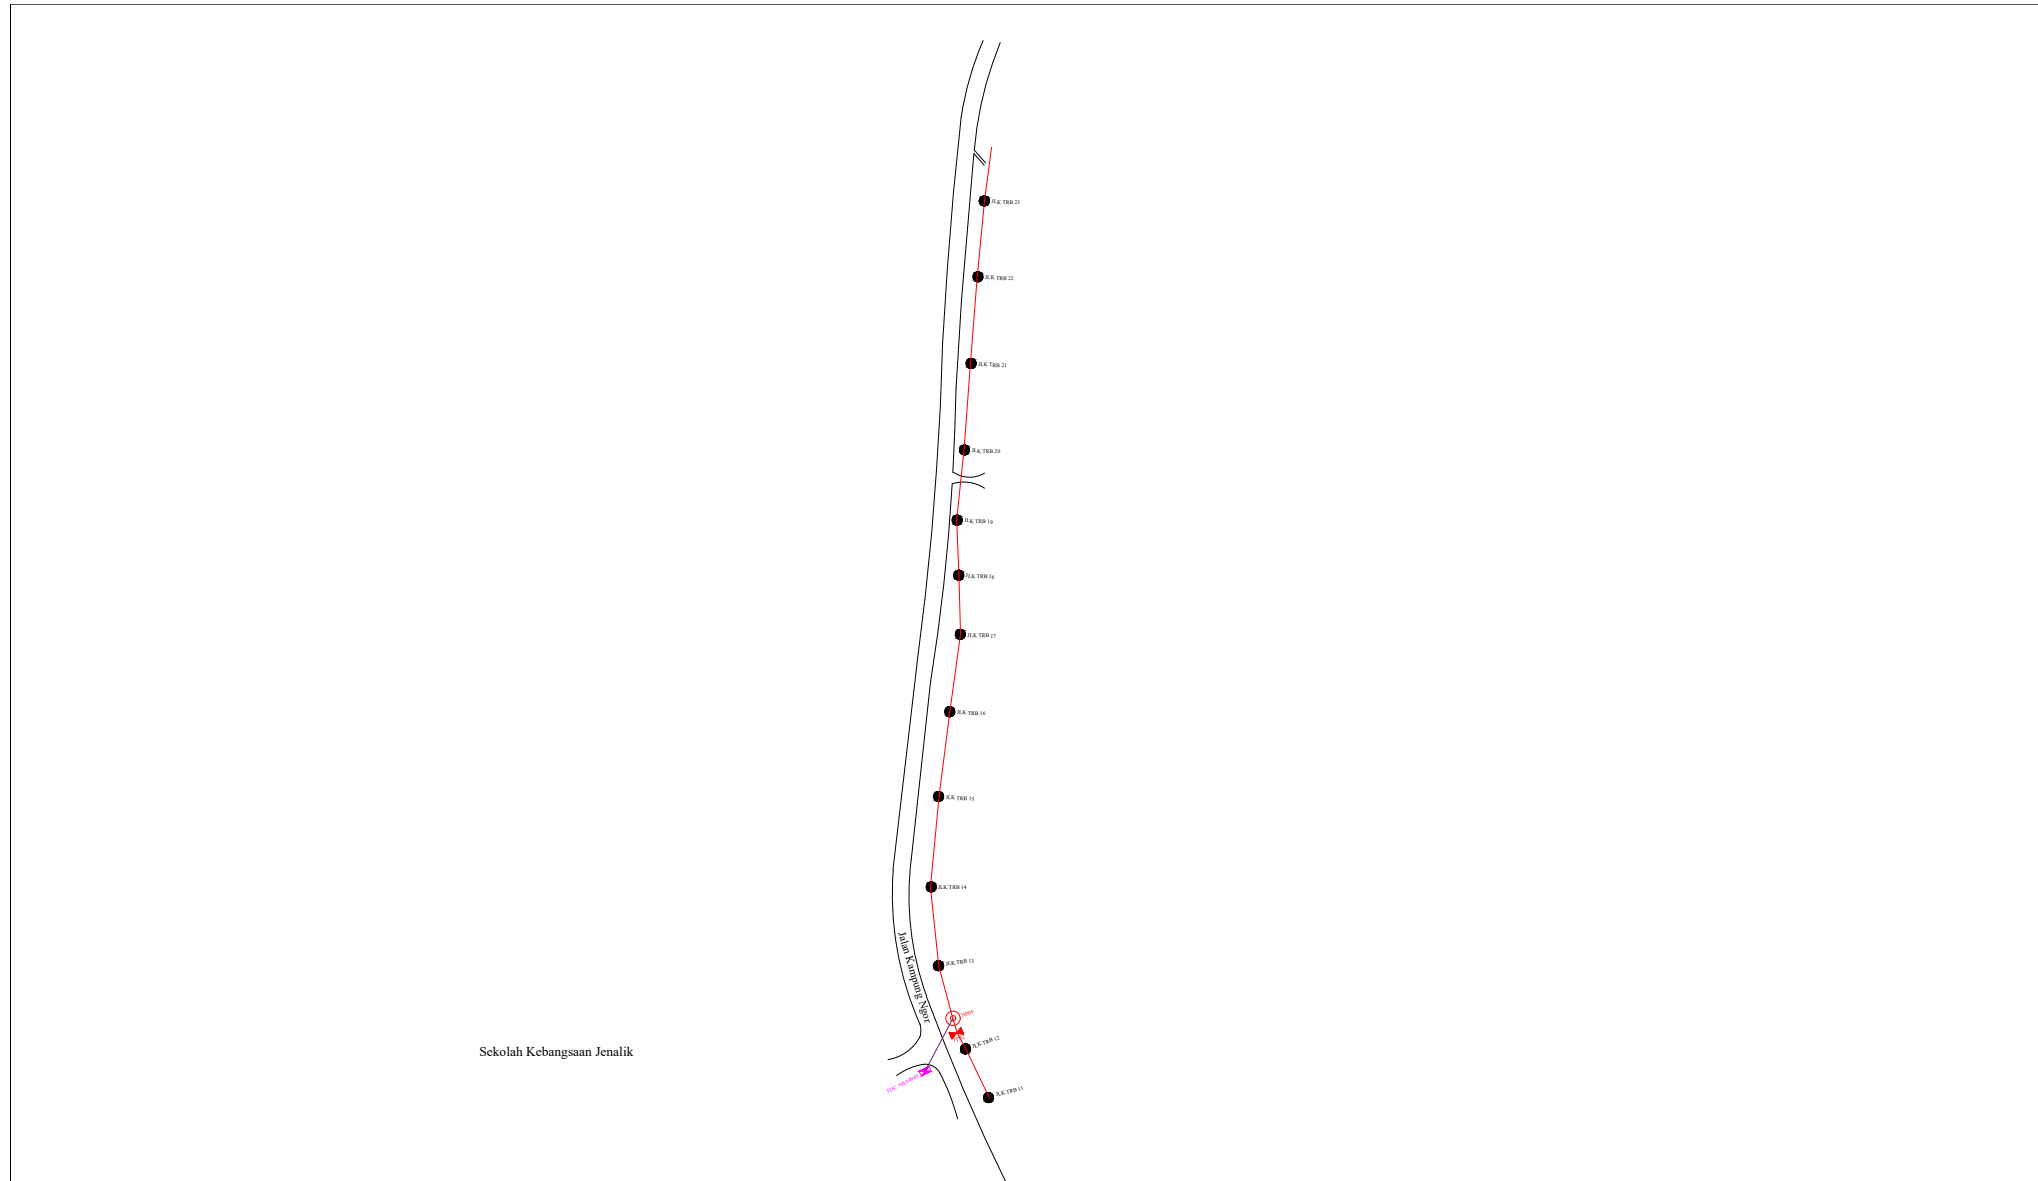 JLK TRB 23
JLK TRB 22
JLK TRB 21
JLK TRB 20
JLK TRB 19
JLK TRB 18
JLK TRB 17
JLK TRB 16
JLK TRB 15
JLK TRB 14
Jalan Kampung Ngor
JLK TRB 13
JLK TRB 12
Sekolah Kebangsaan Jenalik
JLK TRB 11